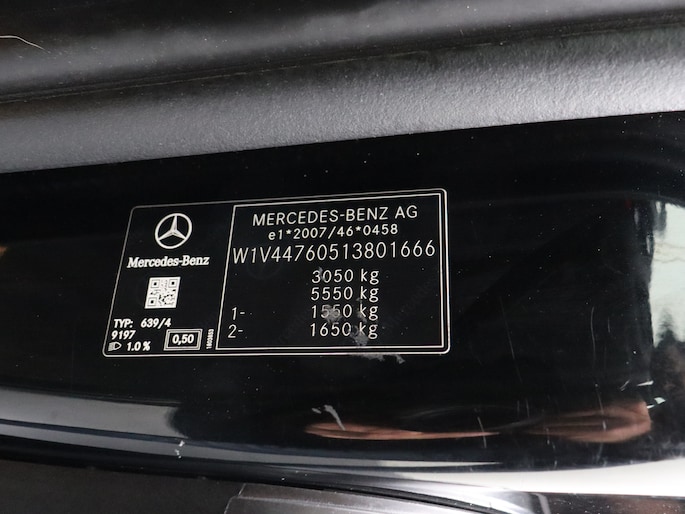 Mercedes-Benz
TYP: 639/4
9197
1.0 %
0,50
MERCEDES-BENZ AG
e1*2007/46*0458
W1V44760513801666
3050 kg
5550 kg
1- 1550 kg
2- 1650 kg